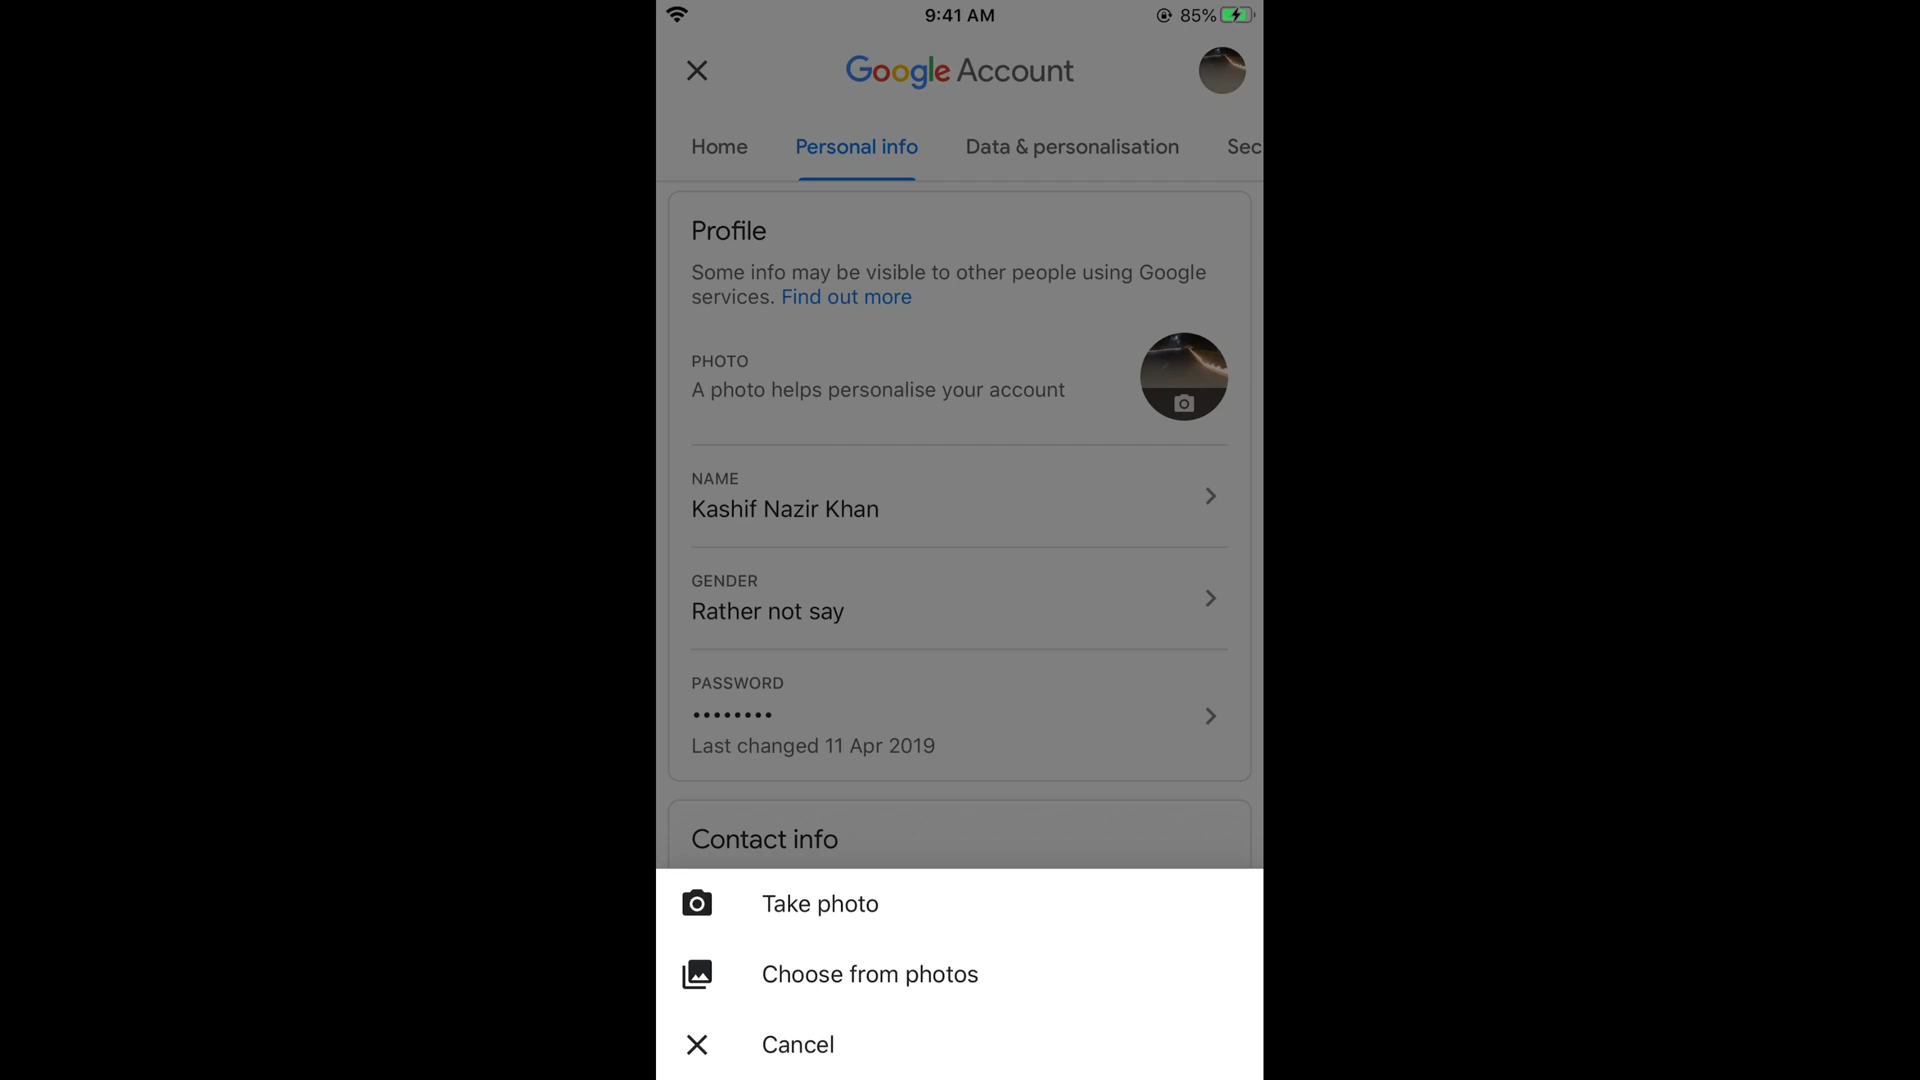 9:41 AM
85%
Google Account
Home
Personal info
Data & personalisation
Sec
Profile
Some info may be visible to other people using Google
services. Find out more
PHOTO
A photo helps personalise your account
NAME
Kashif Nazir Khan
GENDER
Rather not say
PASSWORD
••••••••
Last changed 11 Apr 2019
Contact info
Take photo
Choose from photos
Cancel